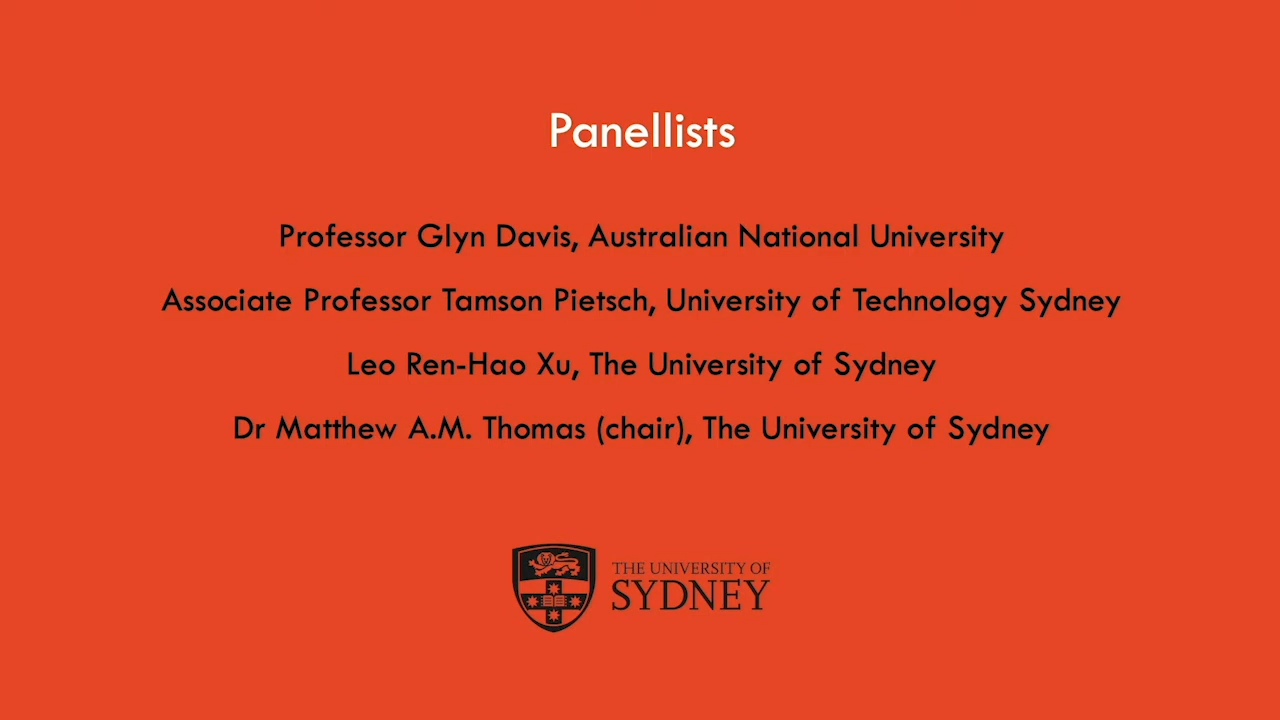 Panellists
Professor Glyn Davis, Australian National University
Associate Professor Tamson Pietsch, University of Technology Sydney
Leo Ren-Hao Xu, The University of Sydney
Dr Matthew A.M. Thomas (chair), The University of Sydney
THE UNIVERSITY OF
SYDNEY